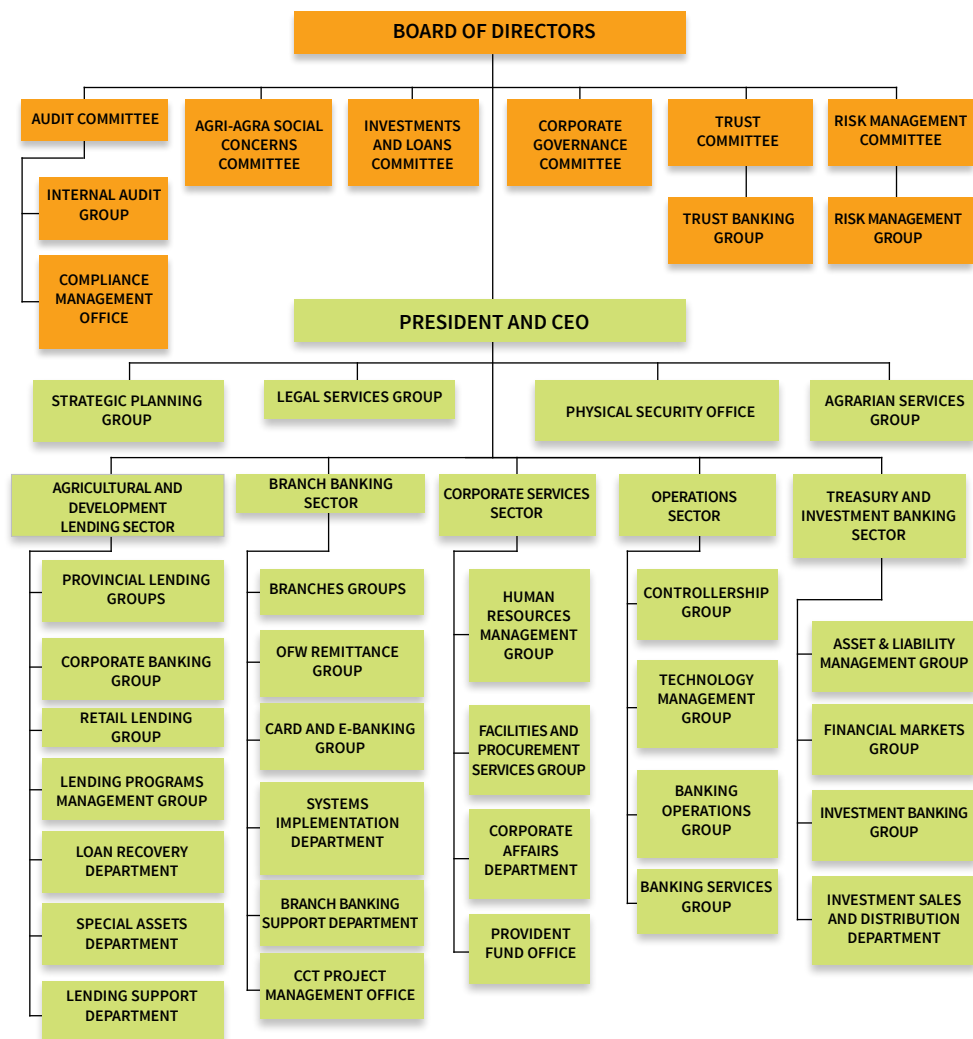 BOARD OF DIRECTORS
AUDIT COMMITTEE
AGRI-AGRA SOCIAL
CONCERNS
COMMITTEE
INVESTMENTS
AND LOANS
COMMITTEE
CORPORATE
GOVERNANCE
COMMITTEE
TRUST
COMMITTEE
RISK MANAGEMENT
COMMITTEE
INTERNAL AUDIT
GROUP
TRUST BANKING
GROUP
RISK MANAGEMENT
GROUP
COMPLIANCE
MANAGEMENT
OFFICE
PRESIDENT AND CEO
STRATEGIC PLANNING
GROUP
LEGAL SERVICES GROUP
PHYSICAL SECURITY OFFICE
AGRARIAN SERVICES
GROUP
AGRICULTURAL AND
DEVELOPMENT
LENDING SECTOR
PROVINCIAL LENDING
GROUPS
CORPORATE BANKING
GROUP
RETAIL LENDING
GROUP
LENDING PROGRAMS
MANAGEMENT GROUP
LOAN RECOVERY
DEPARTMENT
SPECIAL ASSETS
DEPARTMENT
LENDING SUPPORT
DEPARTMENT
BRANCH BANKING
SECTOR
BRANCHES GROUPS
OFW REMITTANCE
GROUP
CARD AND E-BANKING
GROUP
SYSTEMS
IMPLEMENTATION
DEPARTMENT
BRANCH BANKING
SUPPORT DEPARTMENT
CCT PROJECT
MANAGEMENT OFFICE
CORPORATE SERVICES
SECTOR
HUMAN
RESOURCES
MANAGEMENT
GROUP
FACILITIES AND
PROCUREMENT
SERVICES GROUP
CORPORATE
AFFAIRS
DEPARTMENT
PROVIDENT
FUND OFFICE
OPERATIONS
SECTOR
CONTROLLERSHIP
GROUP
TECHNOLOGY
MANAGEMENT
GROUP
BANKING
OPERATIONS
GROUP
BANKING SERVICES
GROUP
TREASURY AND
INVESTMENT BANKING
SECTOR
ASSET & LIABILITY
MANAGEMENT GROUP
FINANCIAL MARKETS
GROUP
INVESTMENT BANKING
GROUP
INVESTMENT SALES
AND DISTRIBUTION
DEPARTMENT